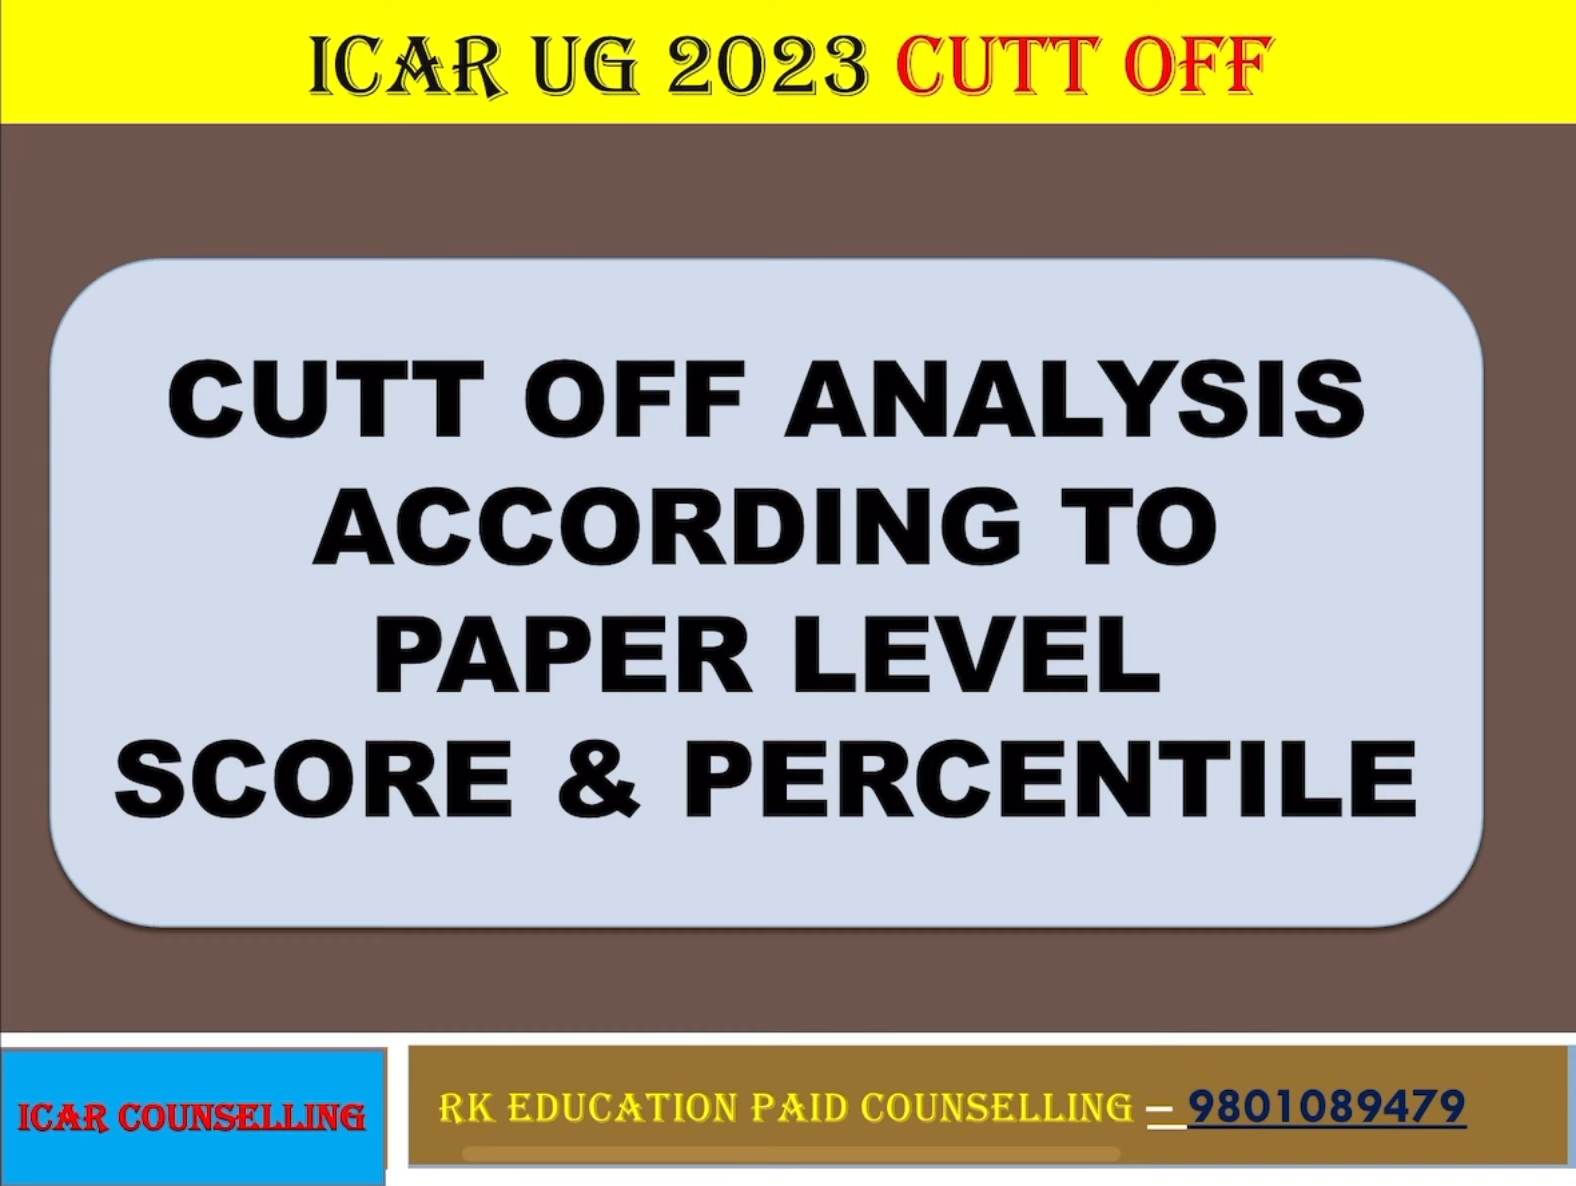 ICAR UG 2023 CUTT OFF
CUTT OFF ANALYSIS
ACCORDING TO
PAPER LEVEL
SCORE & PERCENTILE
ICAR COUNSELLING
RK EDUCATION PAID COUNSELLING – 9801089479